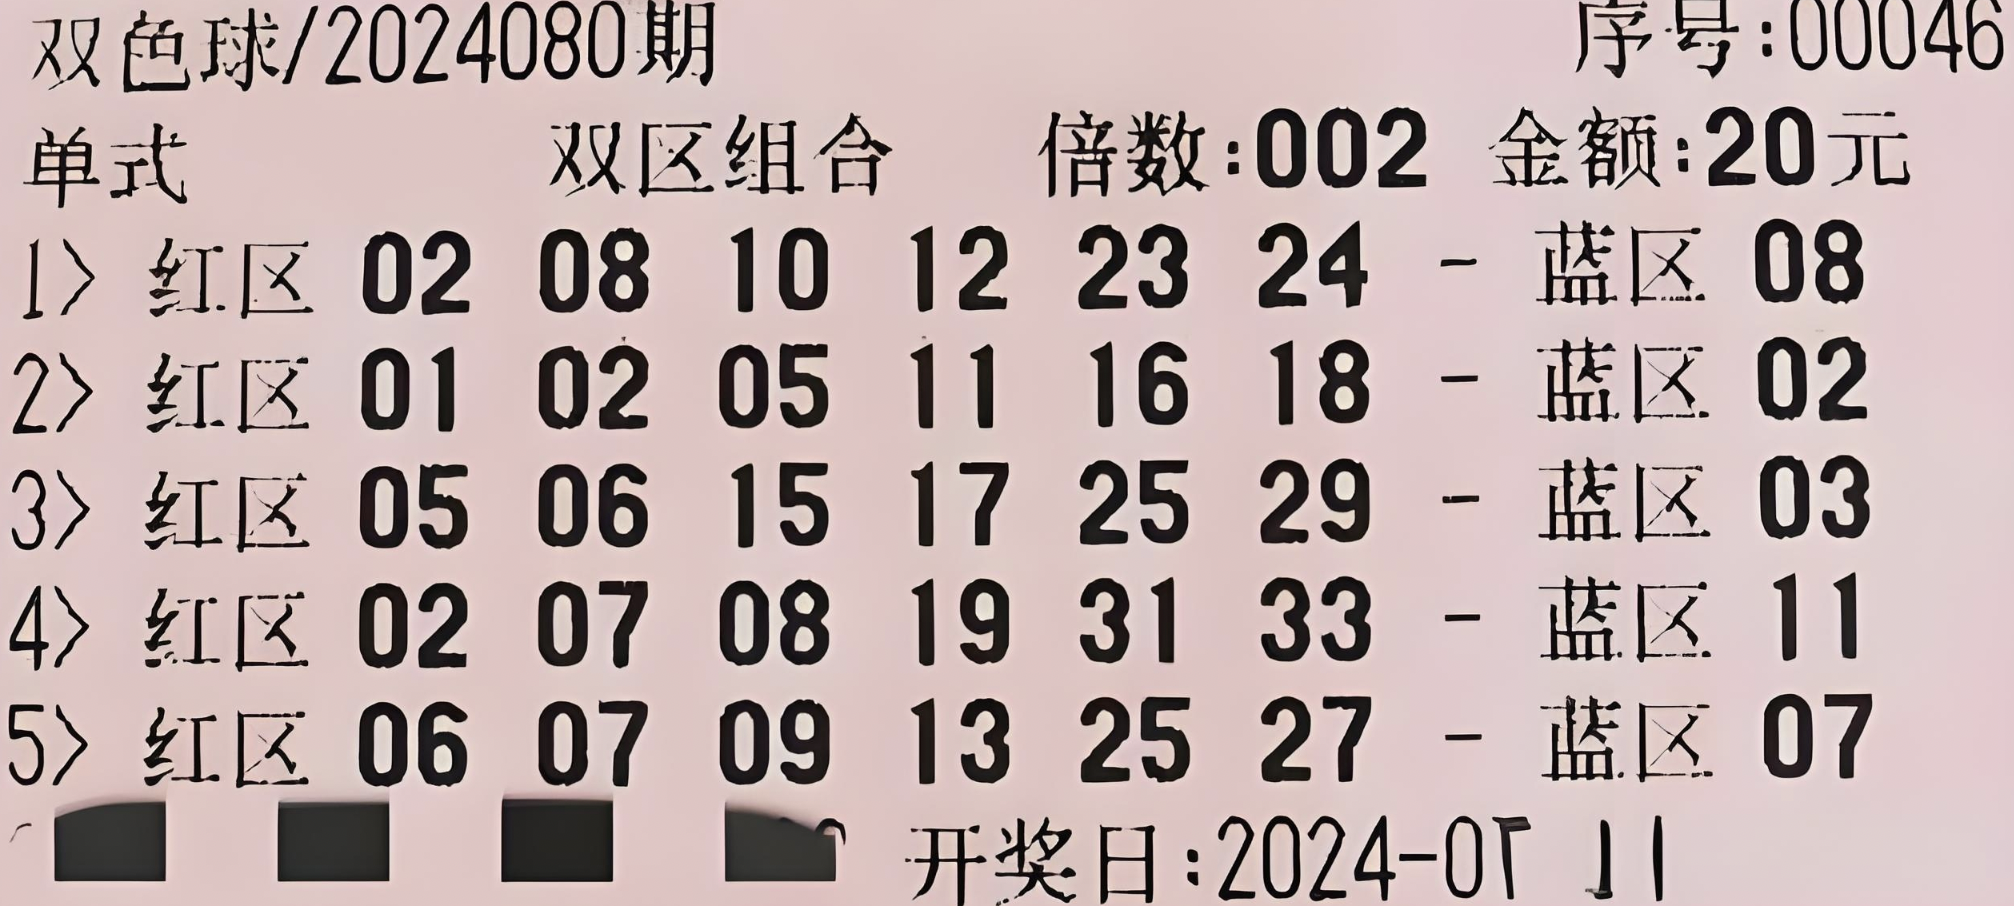 双色球/2024080期 序号:00046
单式 双区组合 倍数:002 金额:20元
1> 红区 02 08 10 12 23 24 - 蓝区 08
2> 红区 01 02 05 11 16 18 - 蓝区 02
3> 红区 05 06 15 17 25 29 - 蓝区 03
4> 红区 02 07 08 19 31 33 - 蓝区 11
5> 红区 06 07 09 13 25 27 - 蓝区 07
开奖日:2024-07